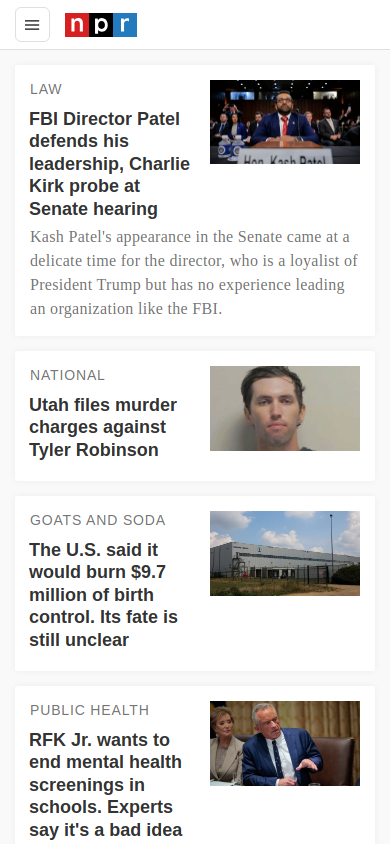 npr
LAW
FBI Director Patel
defends his
leadership, Charlie
Kirk probe at
Senate hearing
Hon. Kash Patel
Kash Patel's appearance in the Senate came at a
delicate time for the director, who is a loyalist of
President Trump but has no experience leading
an organization like the FBI.
NATIONAL
Utah files murder
charges against
Tyler Robinson
GOATS AND SODA
The U.S. said it
would burn $9.7
million of birth
control. Its fate is
still unclear
PUBLIC HEALTH
RFK Jr. wants to
end mental health
screenings in
schools. Experts
say it's a bad idea